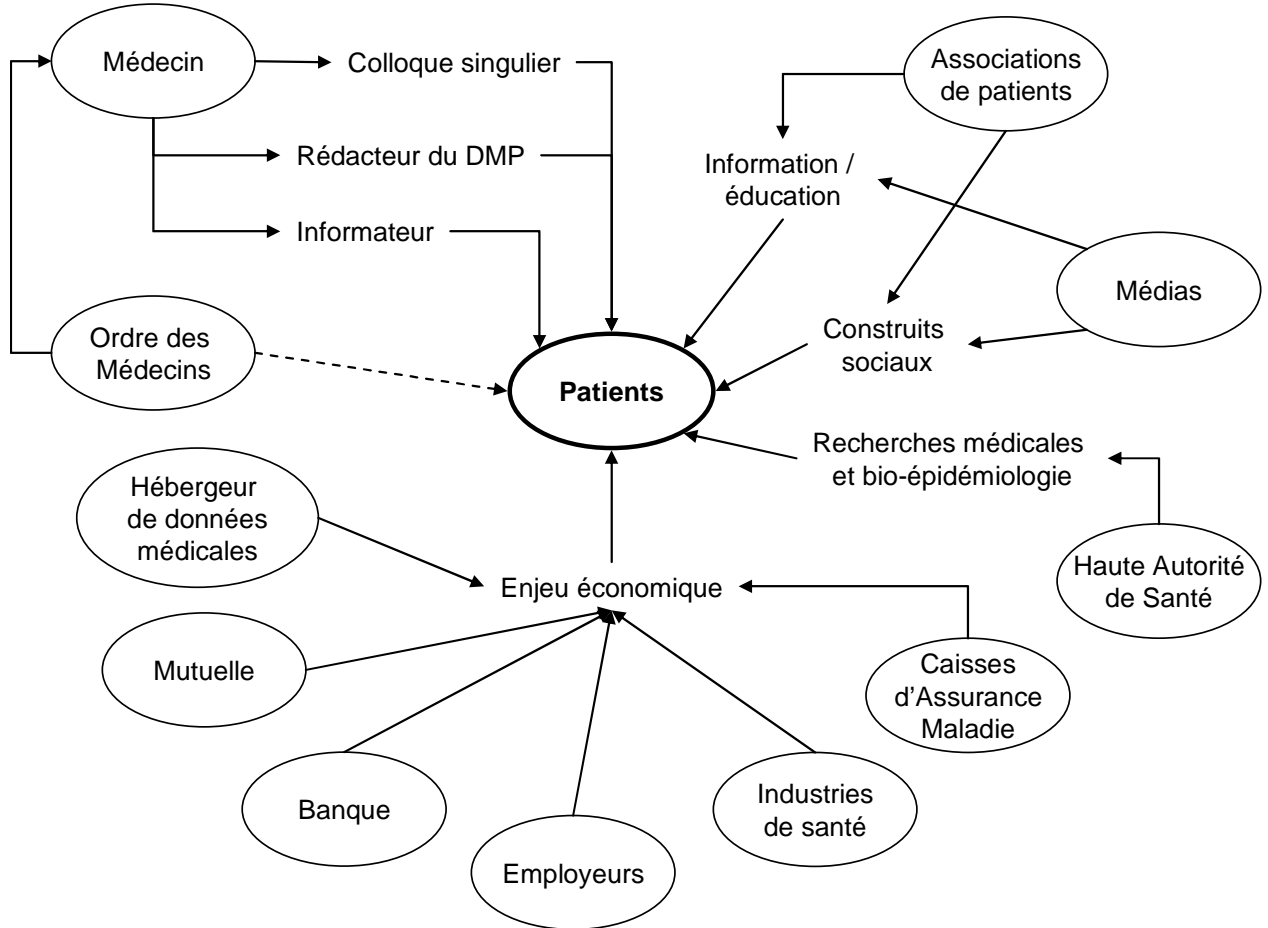 Médecin
Colloque singulier
Associations
de patients
Rédacteur du DMP
Information /
éducation
Informateur
Médias
Ordre des
Médecins
Construits
sociaux
Patients
Recherches médicales
et bio-épidémiologie
Hébergeur
de données
médicales
Haute Autorité
de Santé
Enjeu économique
Mutuelle
Caisses
d’Assurance
Maladie
Banque
Industries
de santé
Employeurs